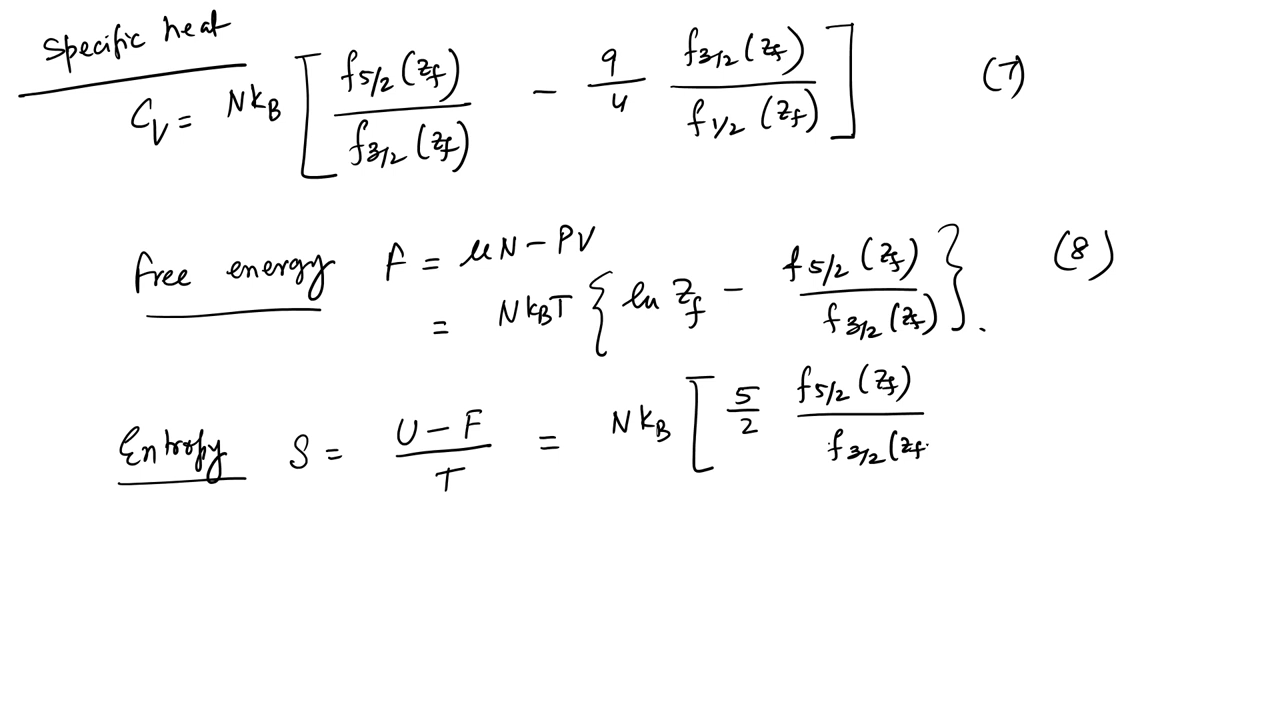 Specific heat
C_V = Nk_B [ f_{5/2}(z_f) / f_{3/2}(z_f) - 9/4 f_{3/2}(z_f) / f_{1/2}(z_f) ] (7)
free energy F = μN - PV
= Nk_BT { ln z_f - f_{5/2}(z_f) / f_{3/2}(z_f) } . (8)
Entropy S = U - F / T = Nk_B [ 5/2 f_{5/2}(z_f) / f_{3/2}(z_f